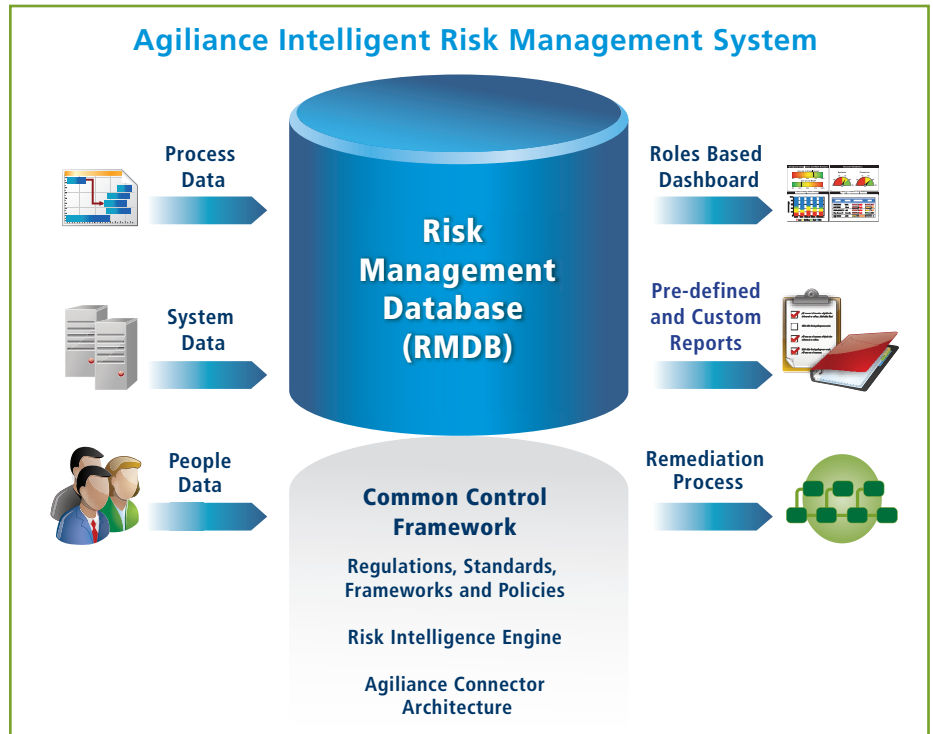 Agiliance Intelligent Risk Management System
Process
Data
System
Data
People
Data
Risk
Management
Database
(RMDB)
Common Control
Framework
Regulations, Standards,
Frameworks and Policies
Risk Intelligence Engine
Agiliance Connector
Architecture
Roles Based
Dashboard
Pre-defined
and Custom
Reports
Remediation
Process